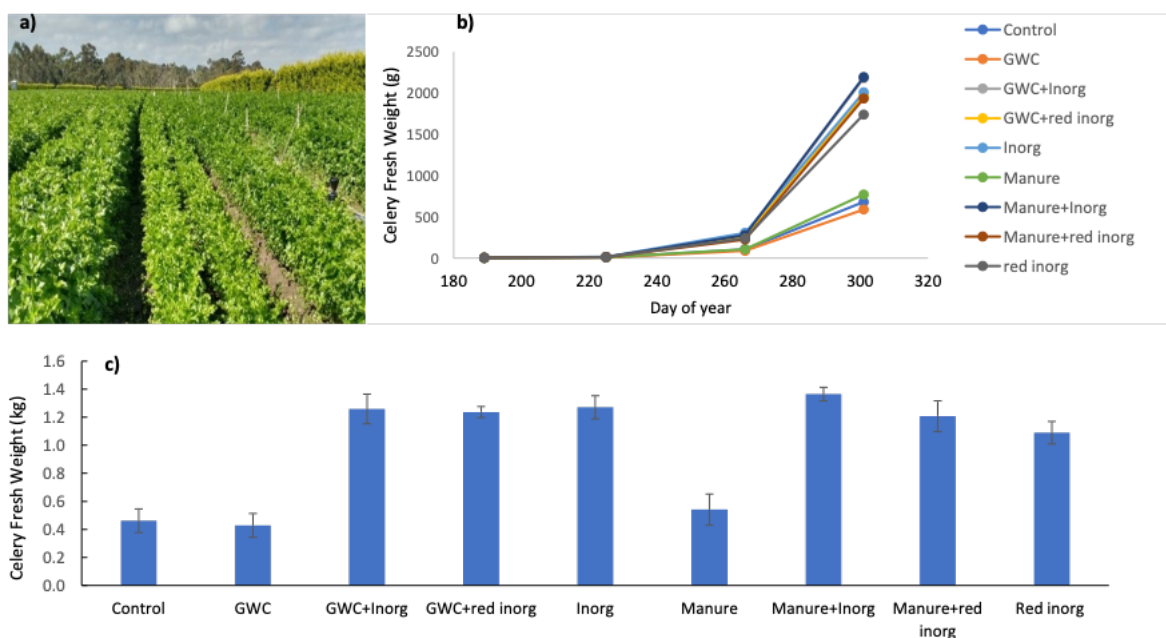 a)
b)
Celery Fresh Weight (g)
2500
2000
1500
1000
500
0
180 200 220 240 260 280 300 320
Day of year
Control
GWC
GWC+Inorg
GWC+red inorg
Inorg
Manure
Manure+Inorg
Manure+red inorg
red inorg
c)
Celery Fresh Weight (kg)
1.6
1.4
1.2
1.0
0.8
0.6
0.4
0.2
0.0
Control GWC GWC+Inorg GWC+red inorg Inorg Manure Manure+Inorg Manure+red Red inorg
inorg